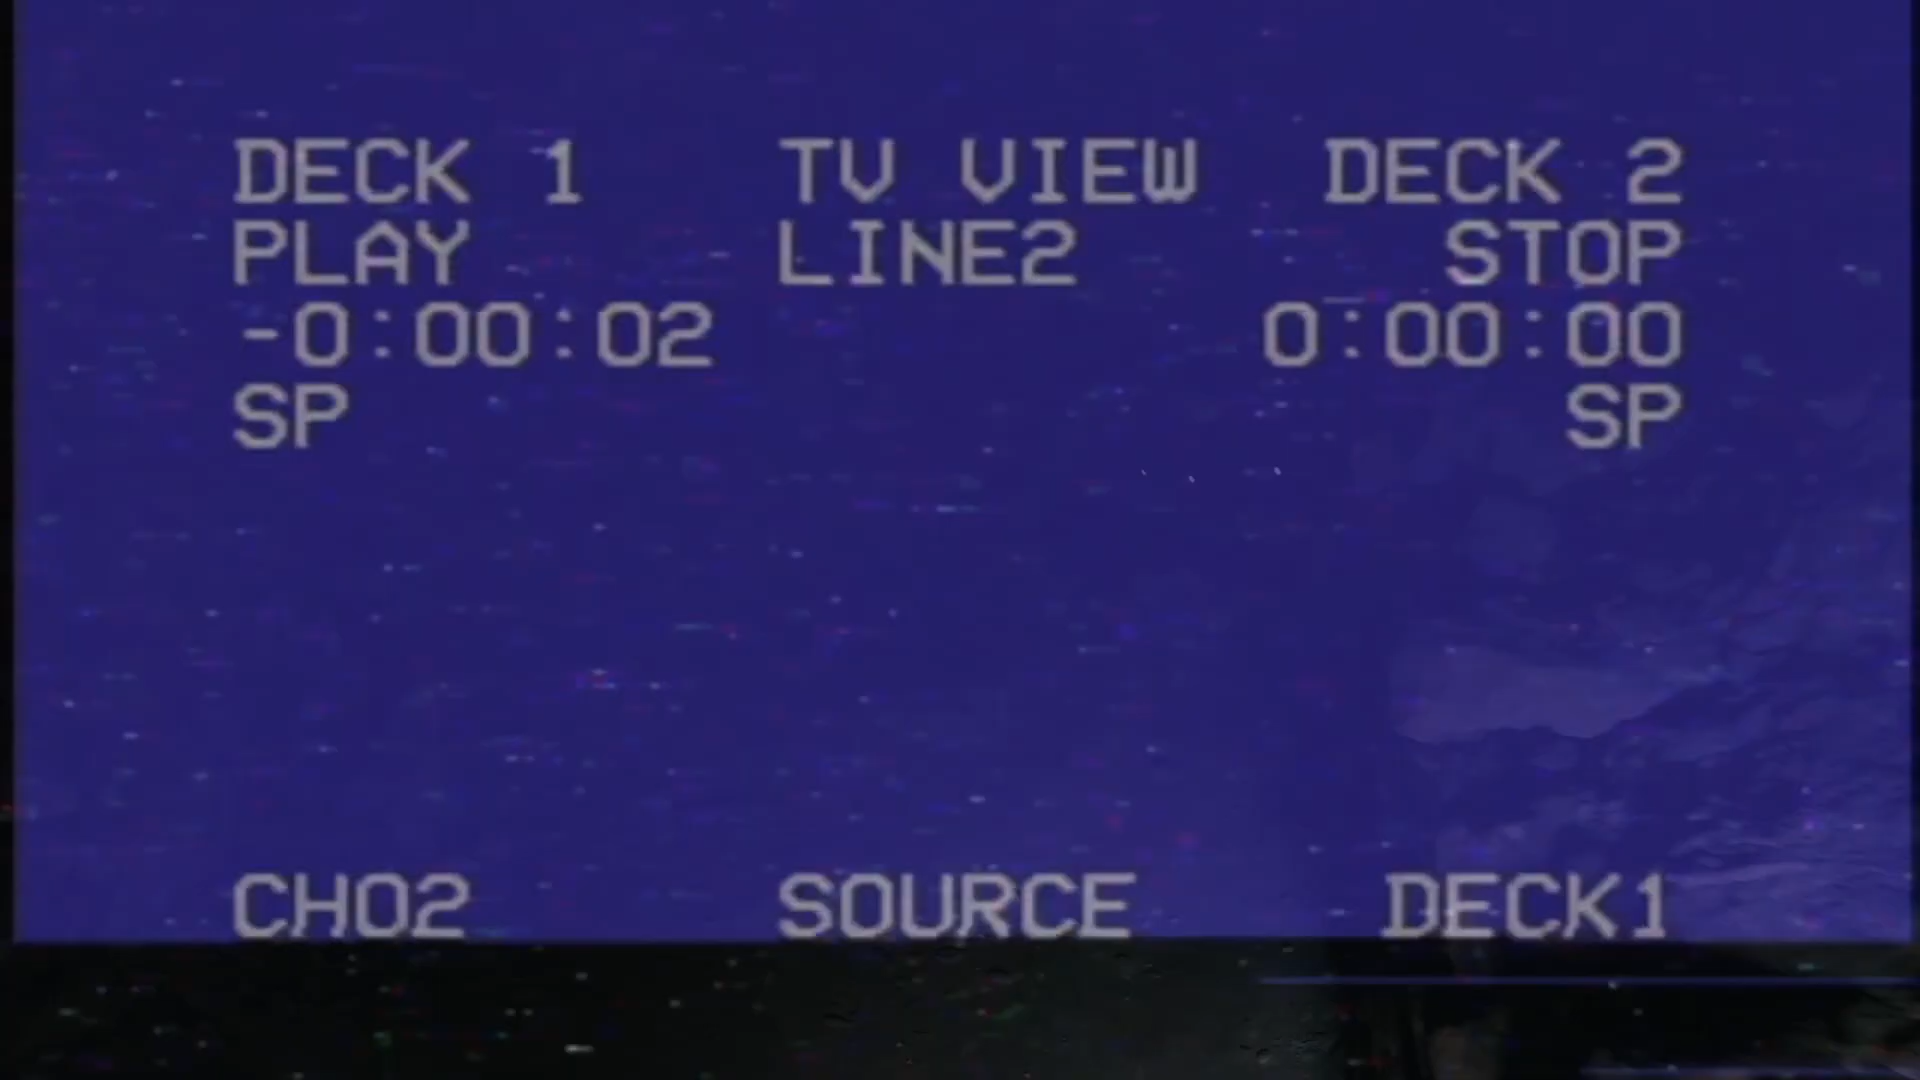 DECK 1 TV VIEW DECK 2
PLAY LINE2 STOP
-0:00:02 0:00:00
SP SP
CH02 SOURCE DECK1